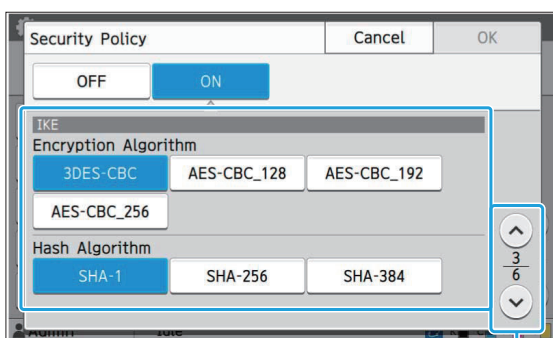 Security Policy Cancel OK
OFF ON
IKE
Encryption Algorithm
3DES-CBC AES-CBC_128 AES-CBC_192
AES-CBC_256
Hash Algorithm
SHA-1 SHA-256 SHA-384
3
6
Admin Idle